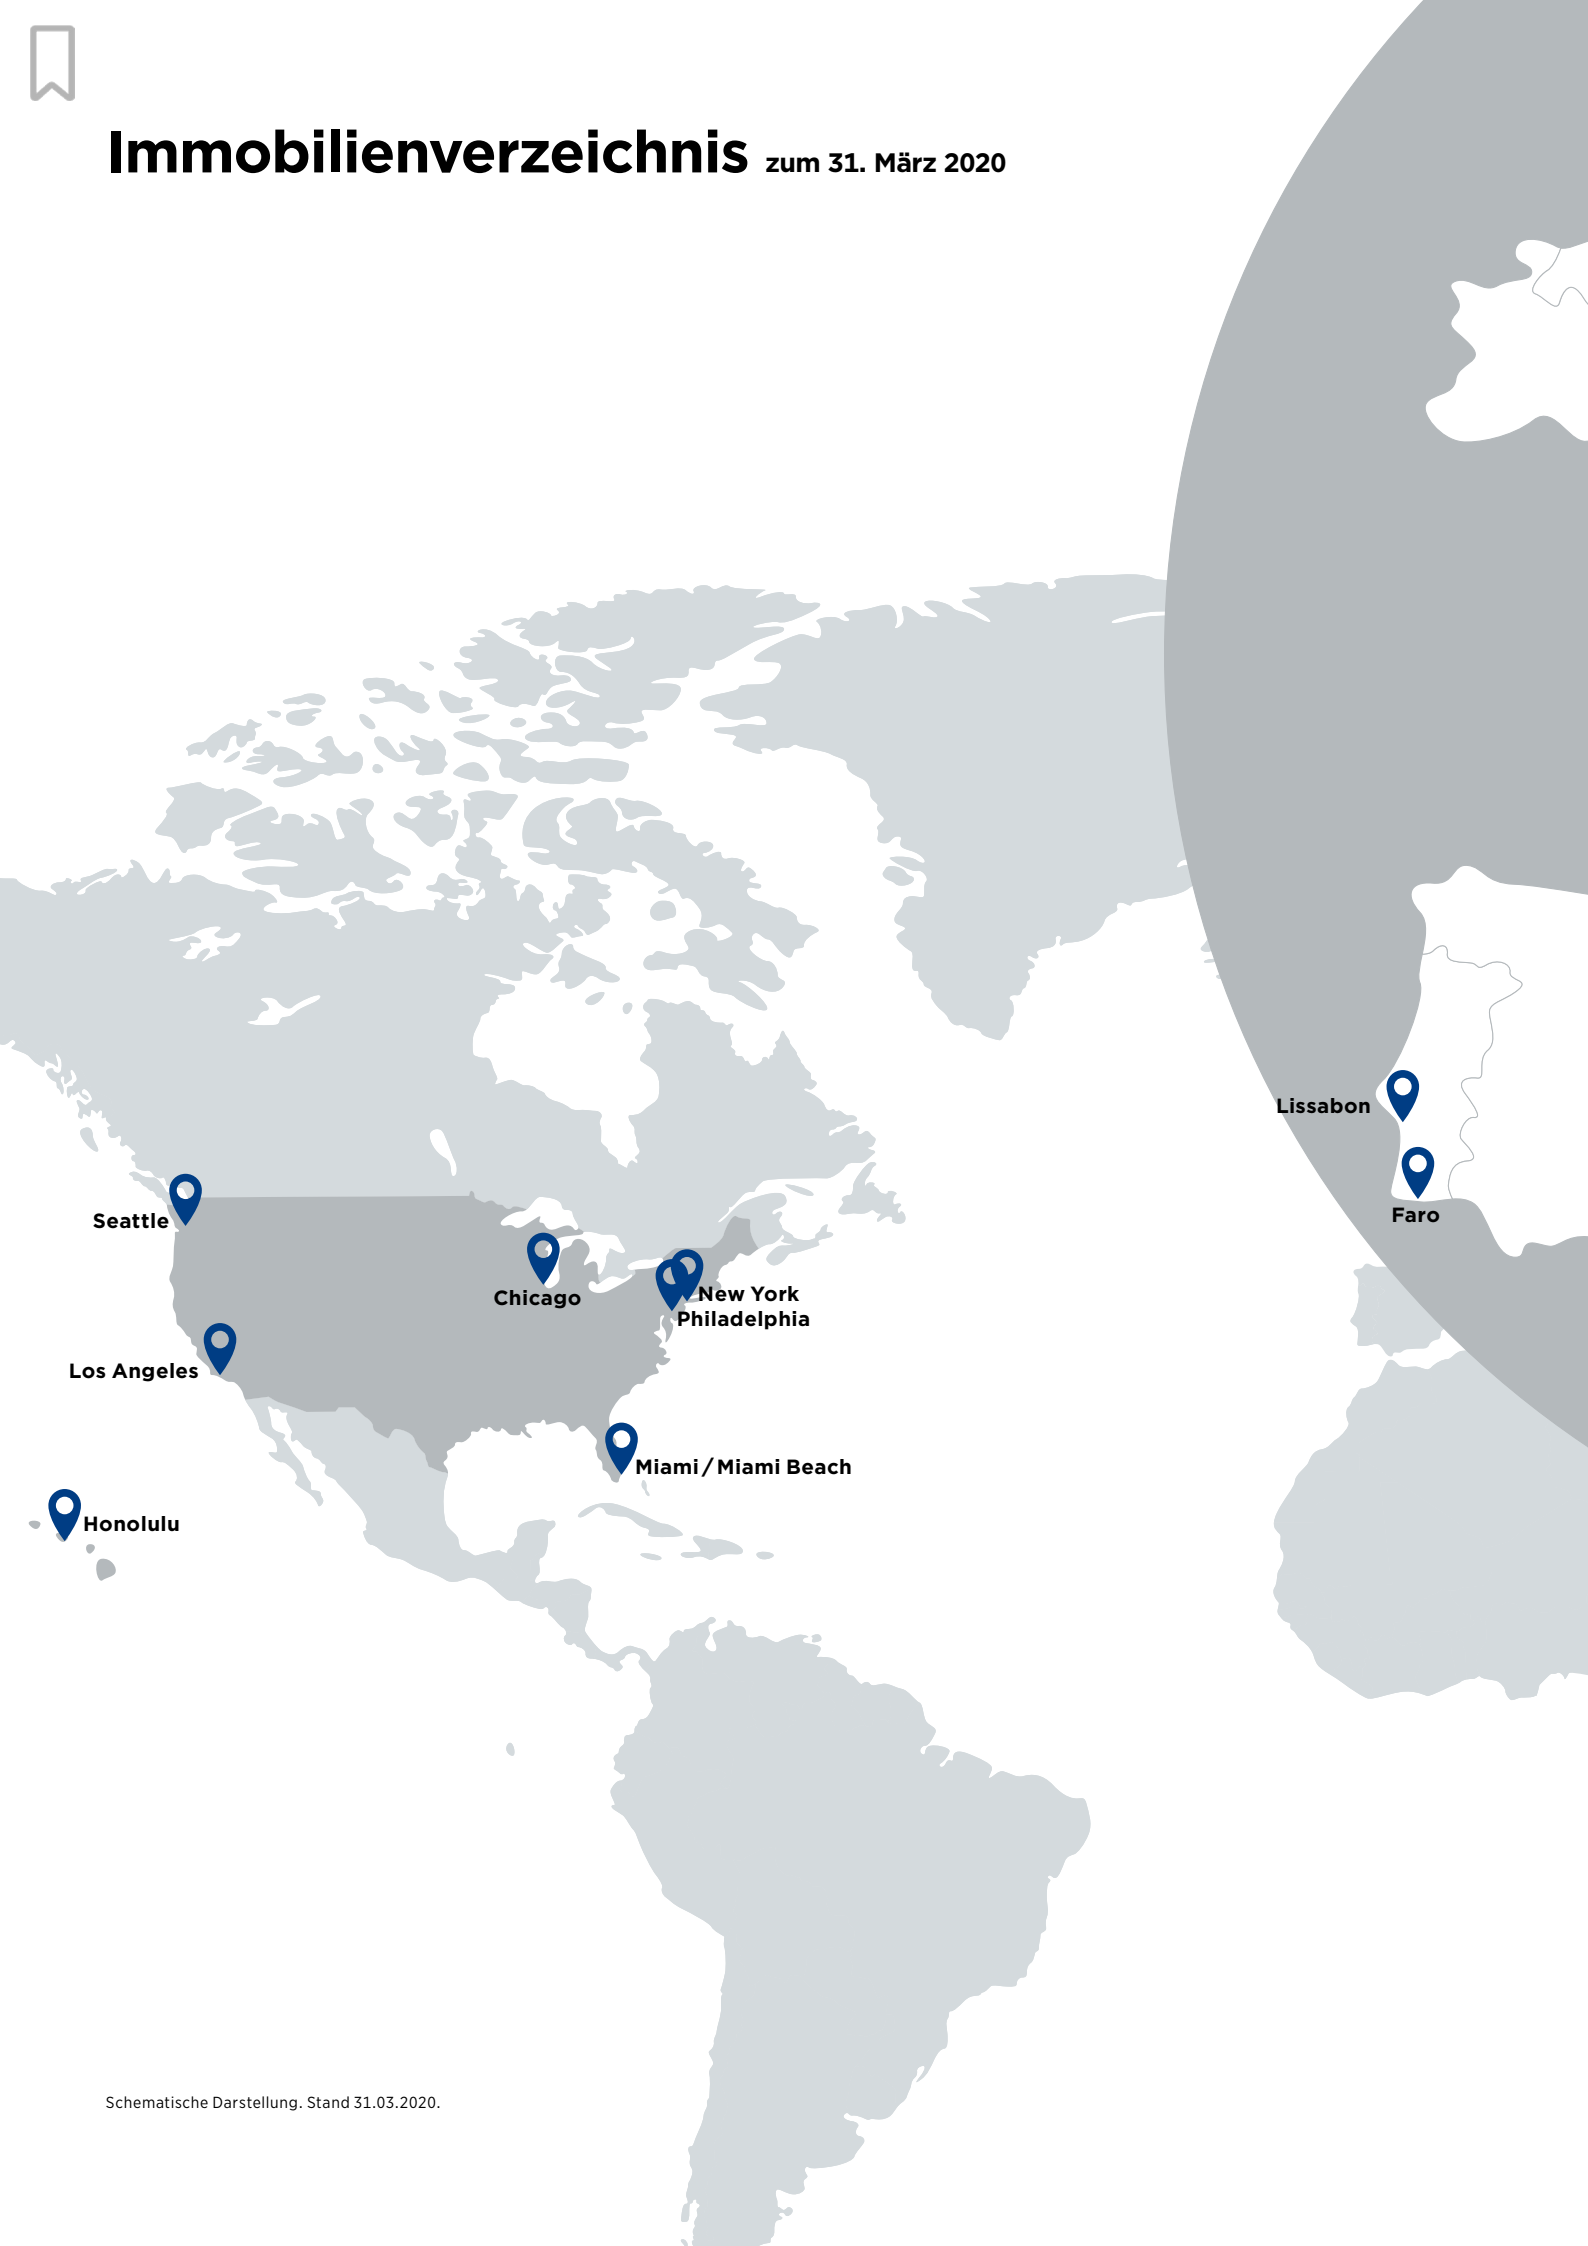 Immobilienverzeichnis zum 31. März 2020
Lissabon
Faro
Seattle
Chicago
New York
Philadelphia
Los Angeles
Miami / Miami Beach
Honolulu
Schematische Darstellung. Stand 31.03.2020.